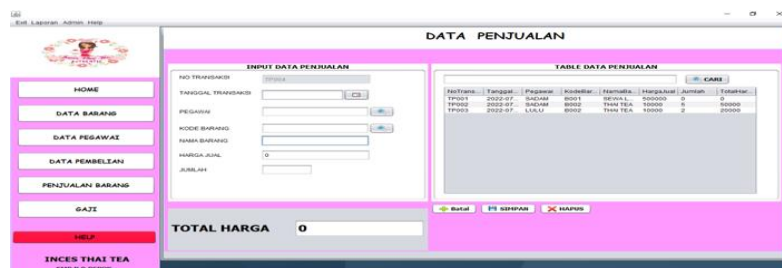 Exit Laporan Admin Help
DATA PENJUALAN
HOME
DATA BARANG
DATA PEGAWAI
DATA PEMBELIAN
PENJUALAN BARANG
GAJI
HELP
INCES THAI TEA
INPUT DATA PENJUALAN
NO TRANSAKSI TP004
TANGGAL TRANSAKSI
PEGAWAI
KODE BARANG
NAMA BARANG
HARGA JUAL 0
JUMLAH
TOTAL HARGA 0
TABLE DATA PENJUALAN
CARI
NoTrans... Tanggal... Pegawai KodeBar... NamaBa... HargaJual Jumlah TotalHar...
TP001 2022-07... SADAM B001 SEWA L... 500000 0 0
TP002 2022-07... SADAM B002 THAI TEA 10000 5 50000
TP003 2022-07... LULU B002 THAI TEA 10000 2 20000
Batal SIMPAN HAPUS